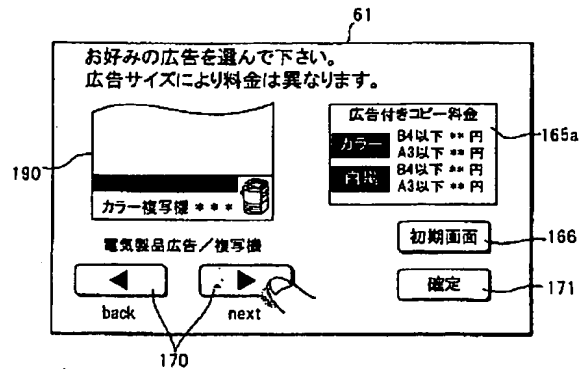 61
お好みの広告を選んで下さい。
広告サイズにより料金は異なります。
広告付きコピー料金
165a
カラー
B4以下 ** 円
A3以下 ** 円
白黒
B4以下 ** 円
A3以下 ** 円
190
カラー複写機 * * *
電気製品広告/複写機
初期画面
166
◀
▶
確定
171
back
next
170